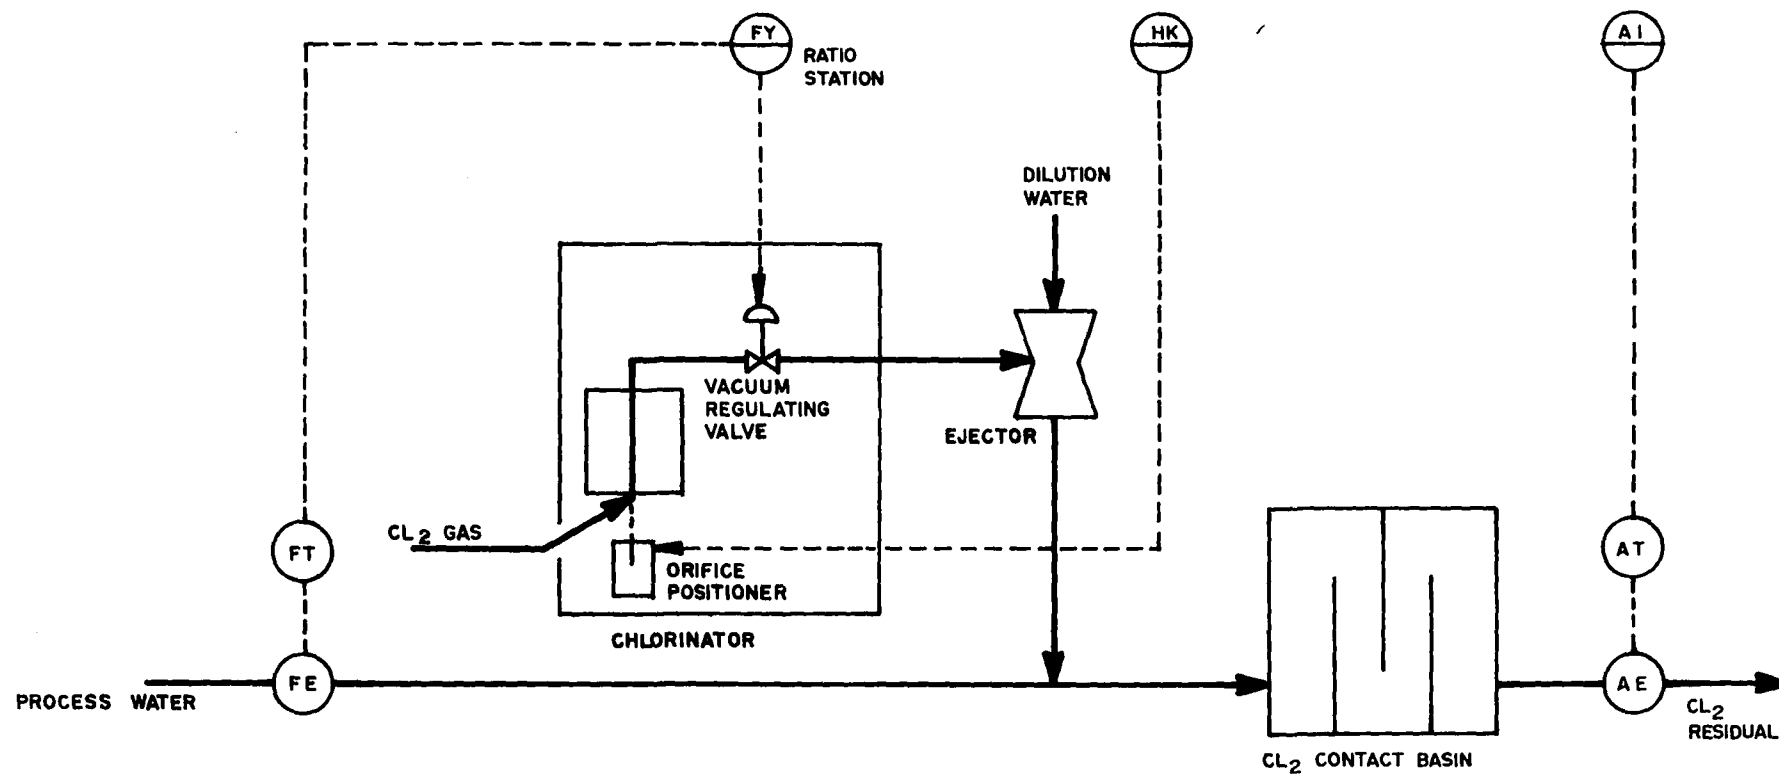 FY
RATIO
STATION
HK
AI
DILUTION
WATER
VACUUM
REGULATING
VALVE
EJECTOR
CL2 GAS
FT
ORIFICE
POSITIONER
AT
CHLORINATOR
PROCESS WATER
FE
AE
CL2
RESIDUAL
CL2 CONTACT BASIN